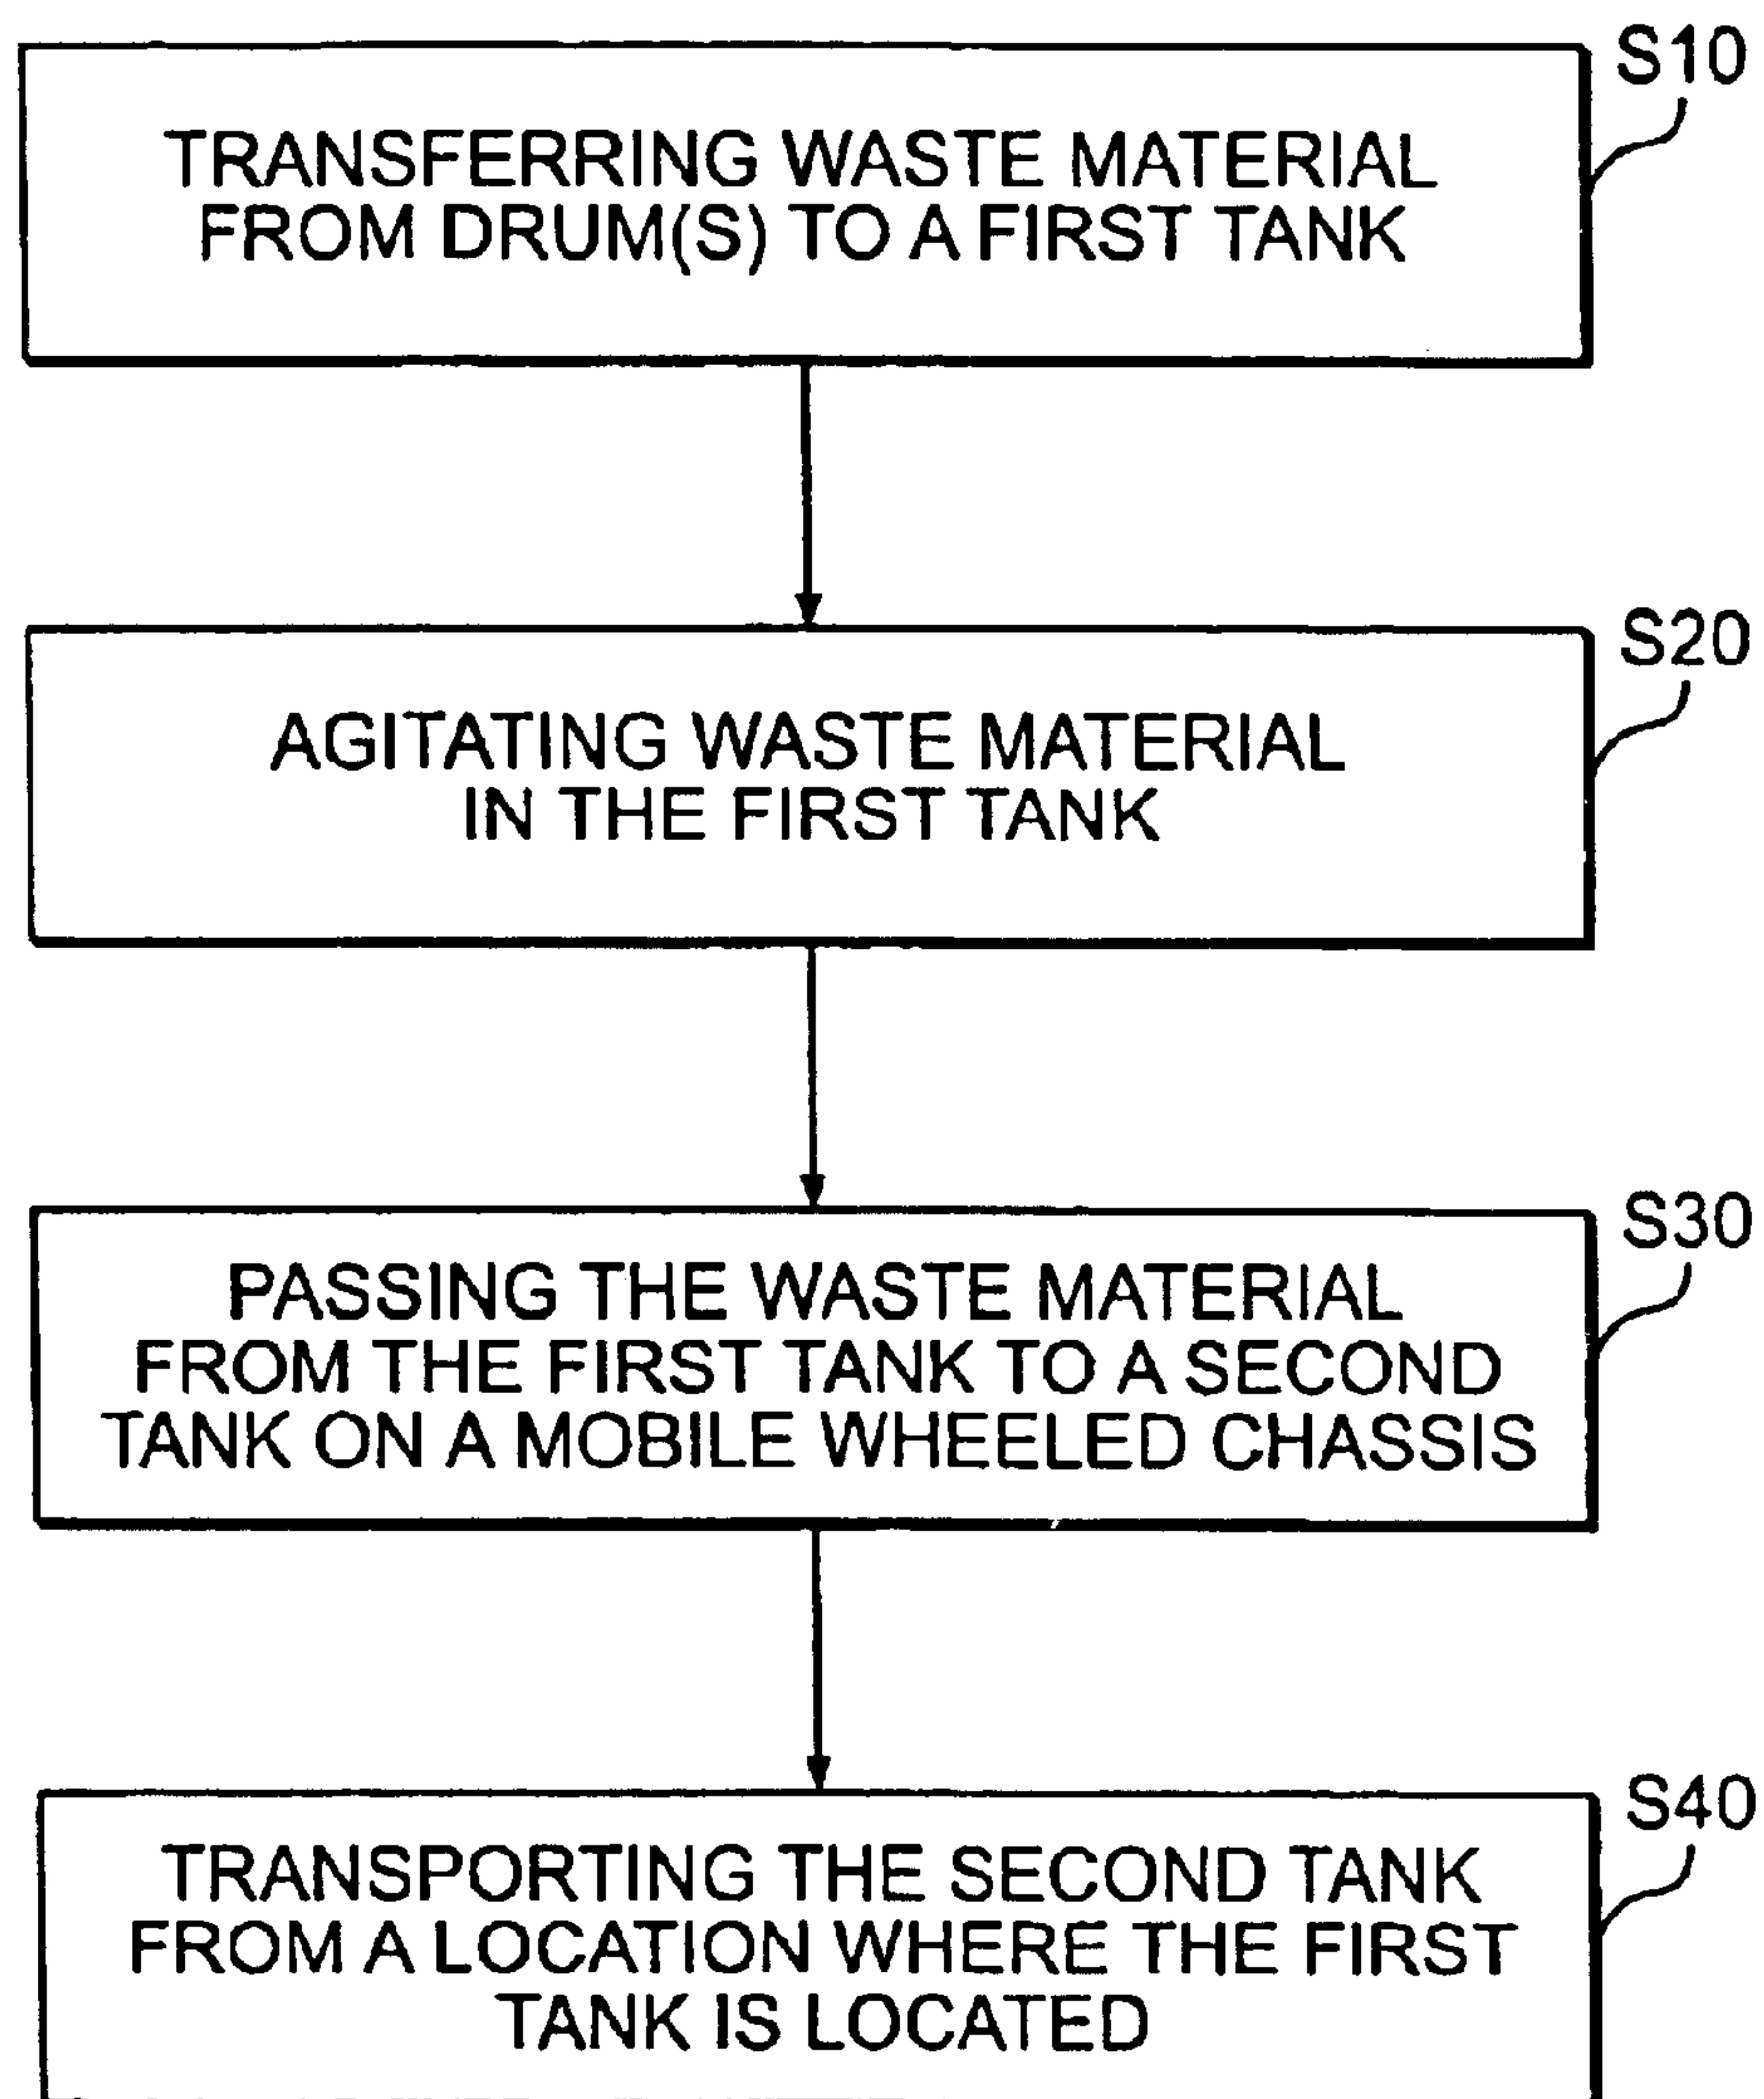 S10
TRANSFERRING WASTE MATERIAL
FROM DRUM(S) TO A FIRST TANK
S20
AGITATING WASTE MATERIAL
IN THE FIRST TANK
S30
PASSING THE WASTE MATERIAL
FROM THE FIRST TANK TO A SECOND
TANK ON A MOBILE WHEELED CHASSIS
S40
TRANSPORTING THE SECOND TANK
FROM A LOCATION WHERE THE FIRST
TANK IS LOCATED